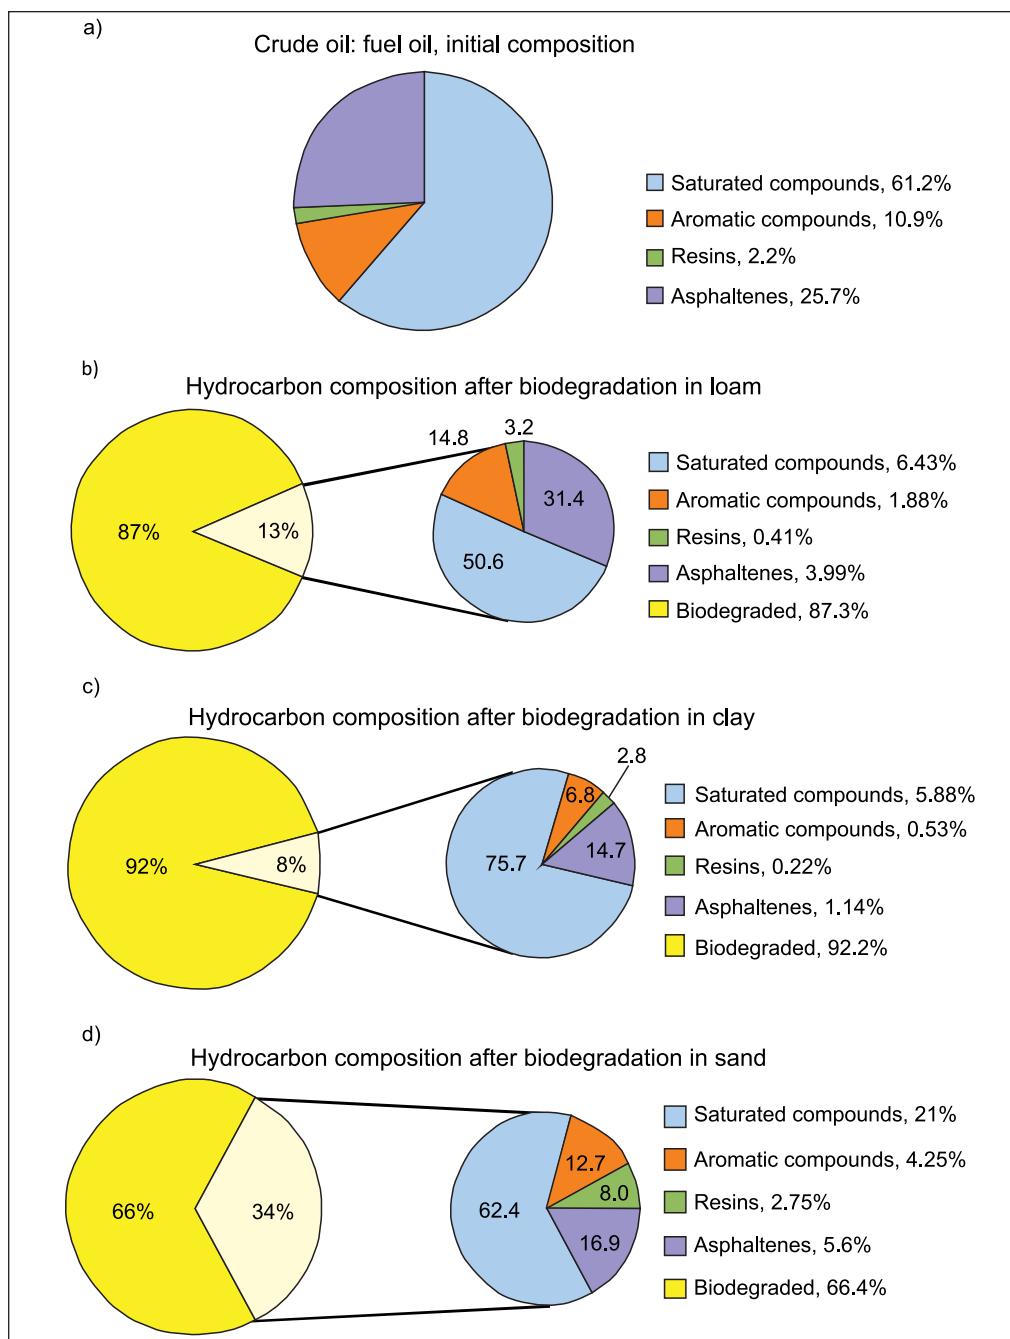 a)
Crude oil: fuel oil, initial composition
Saturated compounds, 61.2%
Aromatic compounds, 10.9%
Resins, 2.2%
Asphaltenes, 25.7%
b)
Hydrocarbon composition after biodegradation in loam
87%
13%
14.8
3.2
31.4
50.6
Saturated compounds, 6.43%
Aromatic compounds, 1.88%
Resins, 0.41%
Asphaltenes, 3.99%
Biodegraded, 87.3%
c)
Hydrocarbon composition after biodegradation in clay
92%
8%
2.8
6.8
75.7
14.7
Saturated compounds, 5.88%
Aromatic compounds, 0.53%
Resins, 0.22%
Asphaltenes, 1.14%
Biodegraded, 92.2%
d)
Hydrocarbon composition after biodegradation in sand
66%
34%
12.7
8.0
62.4
16.9
Saturated compounds, 21%
Aromatic compounds, 4.25%
Resins, 2.75%
Asphaltenes, 5.6%
Biodegraded, 66.4%